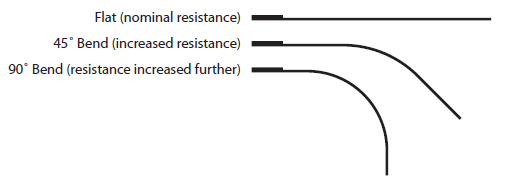 Flat (nominal resistance)
45˚ Bend (increased resistance)
90˚ Bend (resistance increased further)